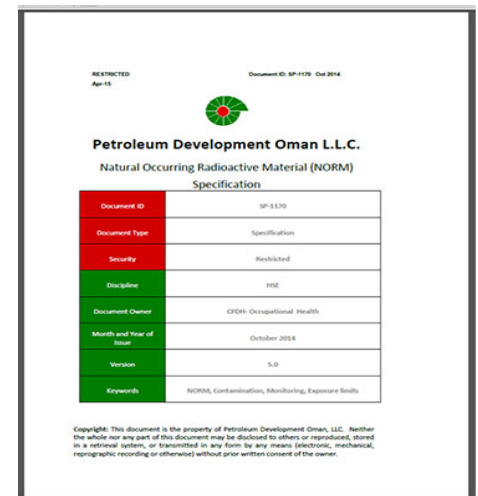 RESTRICTED Document ID: SP-1170 Oct 2014
Apr-15
Petroleum Development Oman L.L.C.
Natural Occurring Radioactive Material (NORM)
Specification
Document ID SP-1170
Document Type Specification
Security Restricted
Discipline HSE
Document Owner CFDH- Occupational Health
Month and Year of
Issue October 2014
Version 5.0
Keywords NORM, Contamination, Monitoring, Exposure limits
Copyright: This document is the property of Petroleum Development Oman, LLC. Neither
the whole nor any part of this document may be disclosed to others or reproduced, stored
in a retrieval system, or transmitted in any form by any means (electronic, mechanical,
reprographic recording or otherwise) without prior written consent of the owner.